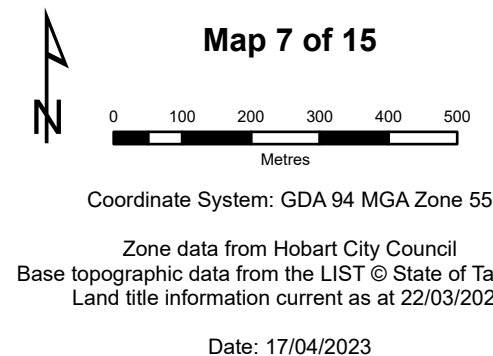 Map 7 of 15
N
0 100 200 300 400 500
Metres
Coordinate System: GDA 94 MGA Zone 55
Zone data from Hobart City Council
Base topographic data from the LIST © State of Ta
Land title information current as at 22/03/202
Date: 17/04/2023